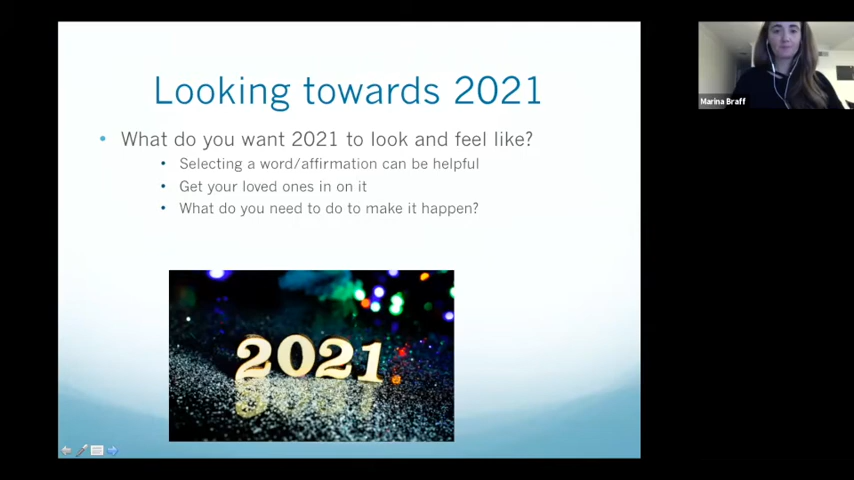 Looking towards 2021
• What do you want 2021 to look and feel like?
• Selecting a word/affirmation can be helpful
• Get your loved ones in on it
• What do you need to do to make it happen?
2021
Marina Braff